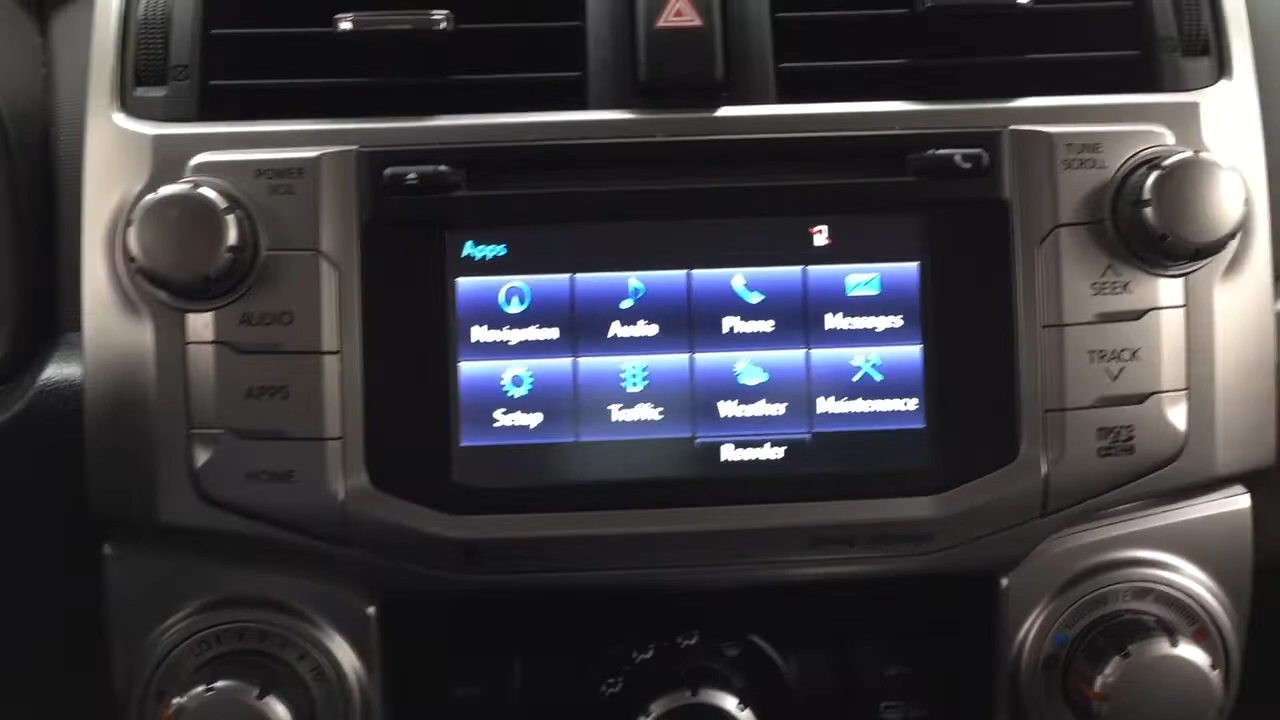 POWER
VOL
TUNE
SCROLL
Apps
Navigation
Audio
Phone
Messages
AUDIO
SEEK
Setup
Traffic
Weather
Maintenance
APPS
TRACK
Reorder
HOME